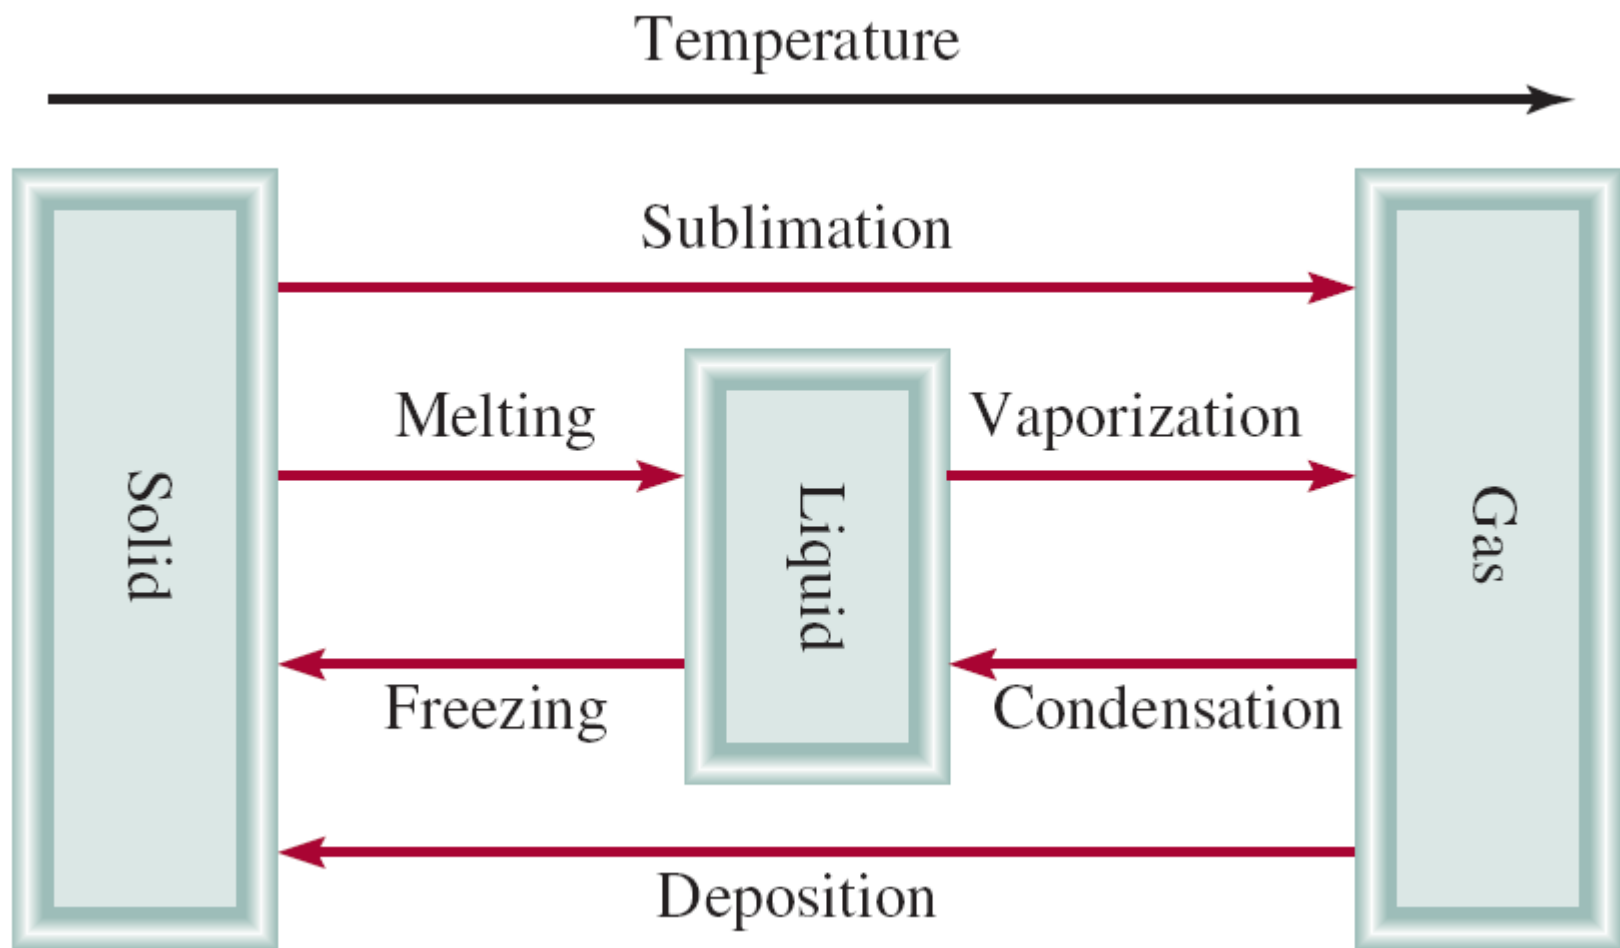 Temperature
Sublimation
Melting
Vaporization
Solid
Liquid
Gas
Freezing
Condensation
Deposition